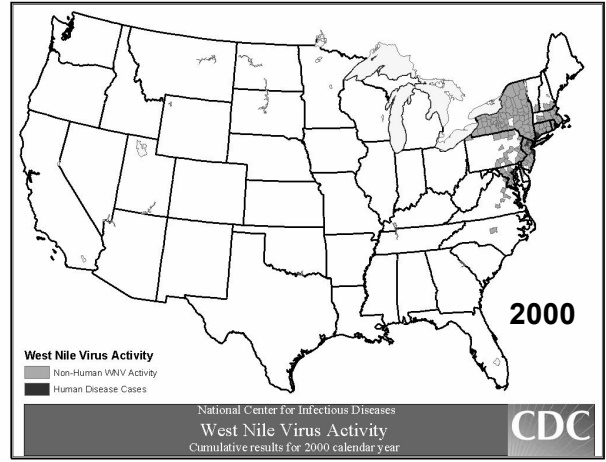 2000
West Nile Virus Activity
Non-Human WNV Activity
Human Disease Cases
National Center for Infectious Diseases
West Nile Virus Activity
Cumulative results for 2000 calendar year
CDC